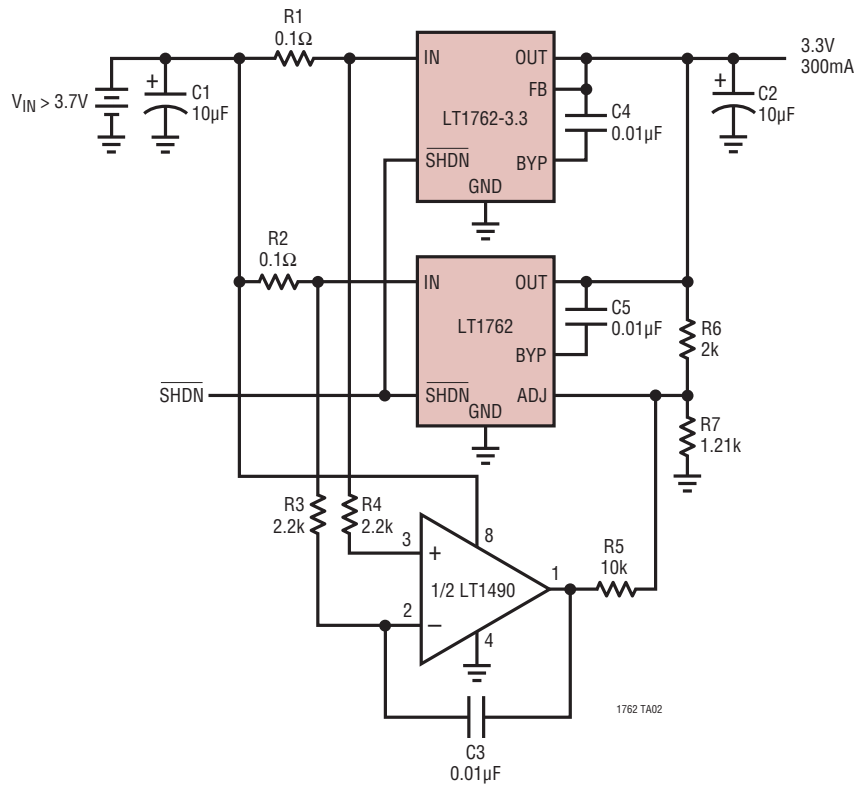 R1
0.1Ω
IN
OUT
3.3V
300mA
FB
+
C1
10µF
VIN > 3.7V
LT1762-3.3
C4
0.01µF
+
C2
10µF
SHDN
BYP
GND
R2
0.1Ω
IN
OUT
LT1762
C5
0.01µF
R6
2k
BYP
SHDN
SHDN
ADJ
GND
R7
1.21k
R3
2.2k
R4
2.2k
3
+
8
1/2 LT1490
1
R5
10k
2
–
4
1762 TA02
C3
0.01µF